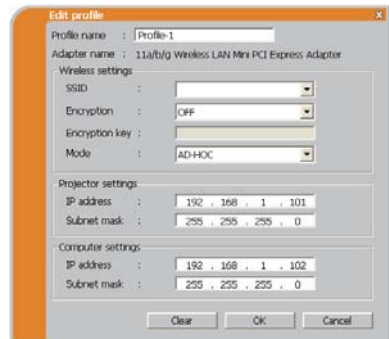 Edit profile
Profile name : Profile-1
Adapter name : 11a/b/g Wireless LAN Mini PCI Express Adapter
Wireless settings
SSID :
Encryption : OFF
Encryption key :
Mode : AD-HOC
Projector settings
IP address : 192 . 168 . 1 . 101
Subnet mask : 255 . 255 . 255 . 0
Computer settings
IP address : 192 . 168 . 1 . 102
Subnet mask : 255 . 255 . 255 . 0
Clear OK Cancel